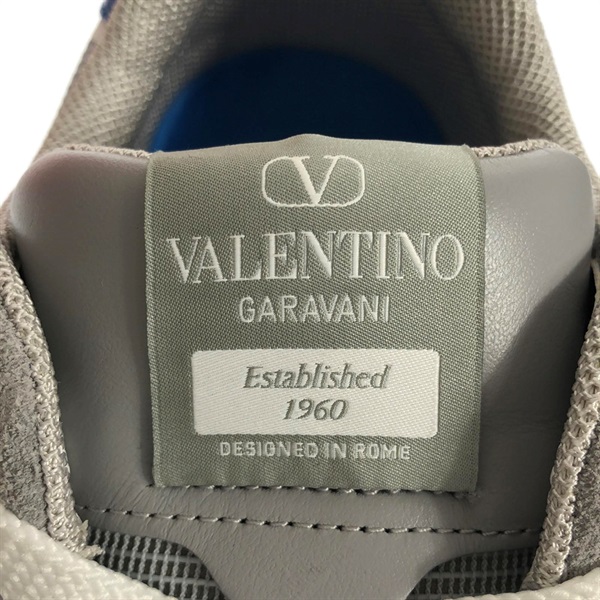 V
VALENTINO
GARAVANI
Established
1960
DESIGNED IN ROME